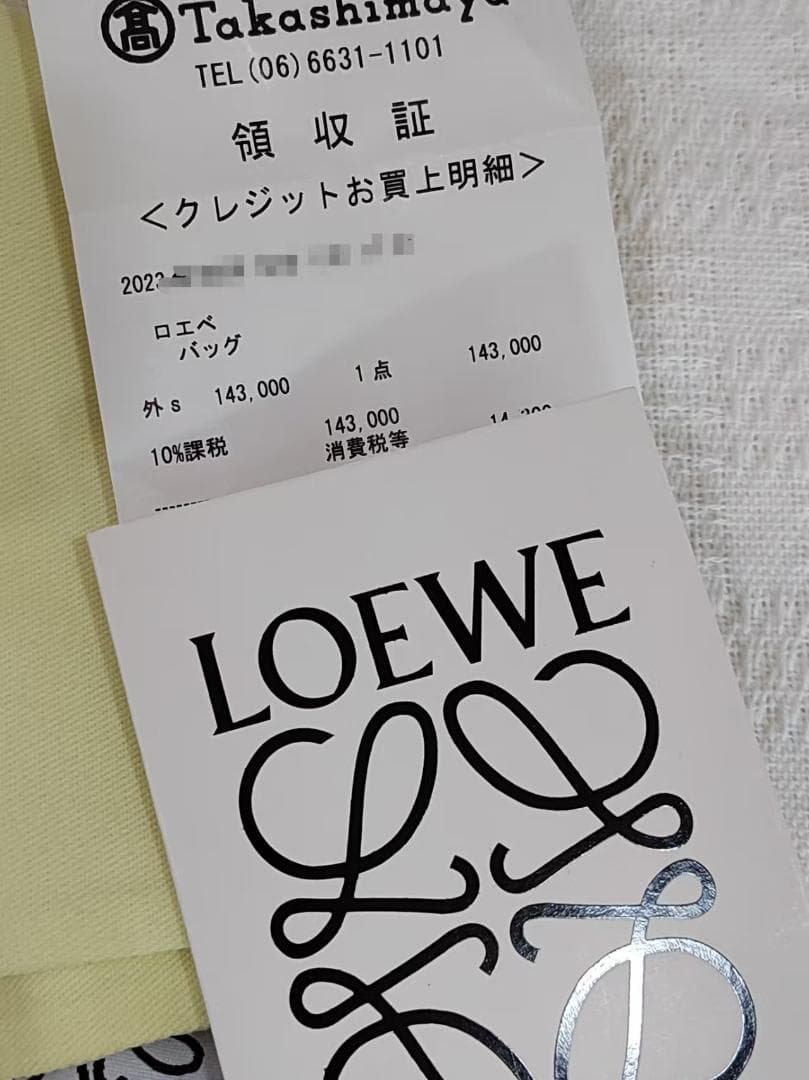 髙 Takashimaya
TEL(06)6631-1101
領収証
<クレジットお買上明細>
2023
ロエベ
バッグ
外 s 143,000 1点 143,000
10%課税 143,000
消費税等
LOEWE